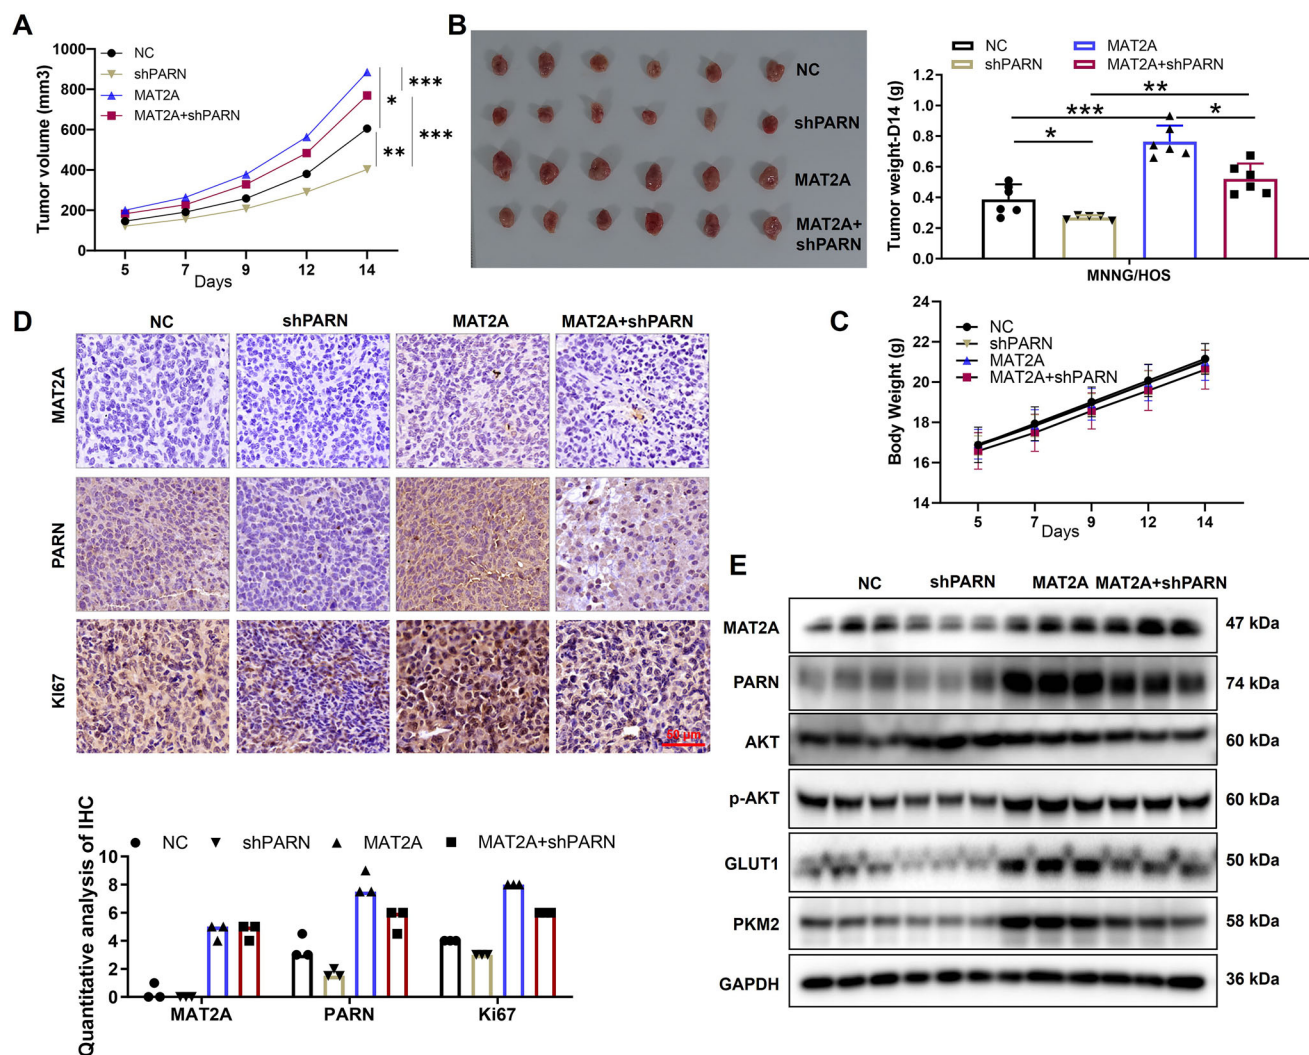 A
Tumor volume (mm3)
1000
800
600
400
200
0
5 7 9 12 14
Days
NC
shPARN
MAT2A
MAT2A+shPARN
***
*
***
**
B
NC
shPARN
MAT2A
MAT2A+
shPARN
NC
shPARN
MAT2A
MAT2A+shPARN
Tumor weight-D14 (g)
1.2
1.0
0.8
0.6
0.4
0.2
0.0
**
***
*
*
MNNG/HOS
C
Body Weight (g)
24
22
20
18
16
14
5 7 9 12 14
Days
NC
shPARN
MAT2A
MAT2A+shPARN
D
NC shPARN MAT2A MAT2A+shPARN
MAT2A
PARN
KI67
50 μm
Quantitative analysis of IHC
NC shPARN MAT2A MAT2A+shPARN
10
8
6
4
2
0
MAT2A PARN Ki67
E
NC shPARN MAT2A MAT2A+shPARN
MAT2A 47 kDa
PARN 74 kDa
AKT 60 kDa
p-AKT 60 kDa
GLUT1 50 kDa
PKM2 58 kDa
GAPDH 36 kDa